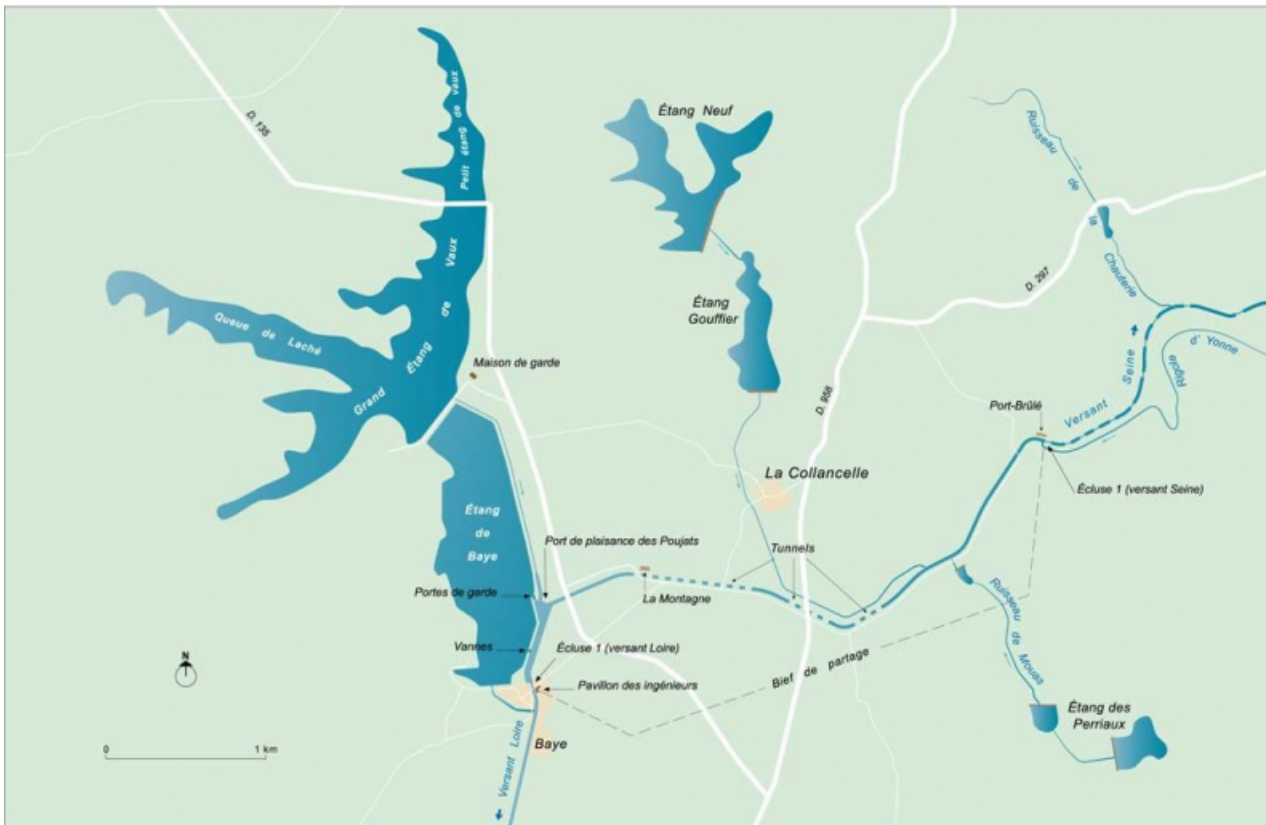 D. 135
Petit étang de vaux
Étang Neuf
Ruisseau de la Chauterie
Grand Étang de Vaux
Queue de Laché
Étang
Gouffier
D. 297
Maison de garde
D. 958
Versant Seine
Rigole d'Yonne
Port-Brûlé
La Collancelle
Écluse 1 (versant Seine)
Étang
de
Baye
Port de plaisance des Poujats
Tunnels
Portes de garde
La Montagne
Ruisseau de Mouas
Vannes
Écluse 1 (versant Loire)
Bief de partage
N
Pavillon des ingénieurs
Étang des
Perriaux
Baye
Versant Loire
0 1 km